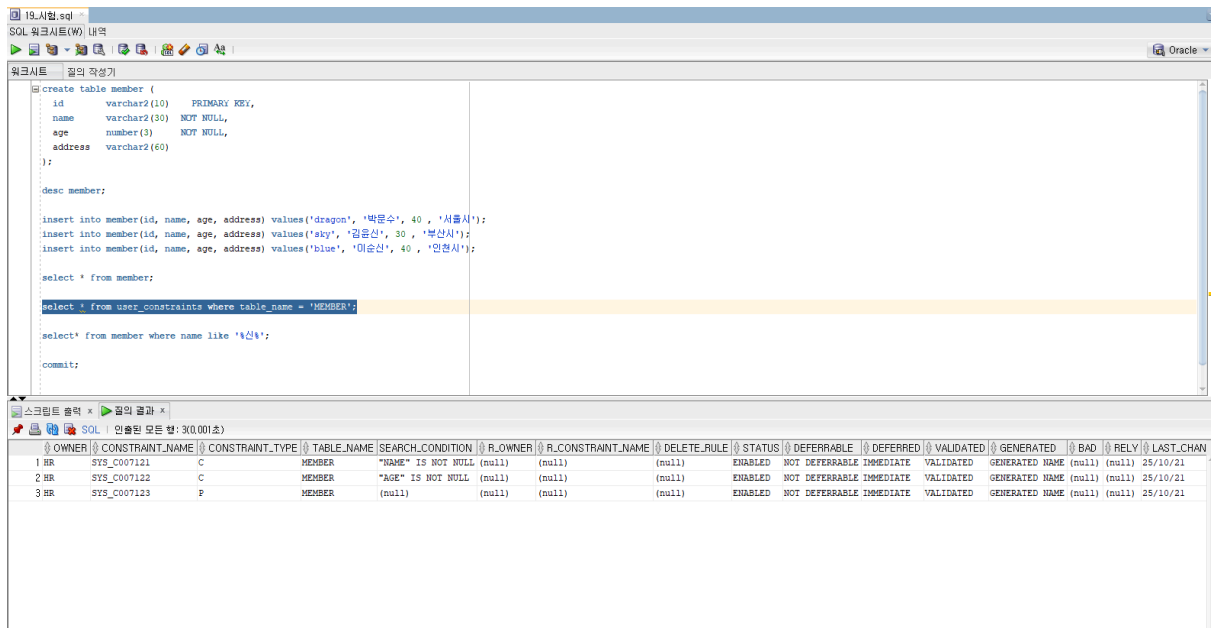 19_시험.sql
SQL 워크시트(W) 내역
Oracle
워크시트 질의 작성기
create table member (
id varchar2(10) PRIMARY KEY,
name varchar2(30) NOT NULL,
age number(3) NOT NULL,
address varchar2(60)
);
desc member;
insert into member(id, name, age, address) values('dragon', '박문수', 40 , '서울시');
insert into member(id, name, age, address) values('sky', '김윤신', 30 , '부산시');
insert into member(id, name, age, address) values('blue', '이순신', 40 , '인천시');
select * from member;
select * from user_constraints where table_name = 'MEMBER';
select* from member where name like '%신%';
commit;
스크립트 출력 x 질의 결과 x
SQL | 인출된 모든 행: 3(0,001초)
OWNER CONSTRAINT_NAME CONSTRAINT_TYPE TABLE_NAME SEARCH_CONDITION R_OWNER R_CONSTRAINT_NAME DELETE_RULE STATUS DEFERRABLE DEFERRED VALIDATED GENERATED BAD RELY LAST_CHAN
1 HR SYS_C007121 C MEMBER "NAME" IS NOT NULL (null) (null) (null) ENABLED NOT DEFERRABLE IMMEDIATE VALIDATED GENERATED NAME (null) (null) 25/10/21
2 HR SYS_C007122 C MEMBER "AGE" IS NOT NULL (null) (null) (null) ENABLED NOT DEFERRABLE IMMEDIATE VALIDATED GENERATED NAME (null) (null) 25/10/21
3 HR SYS_C007123 P MEMBER (null) (null) (null) (null) ENABLED NOT DEFERRABLE IMMEDIATE VALIDATED GENERATED NAME (null) (null) 25/10/21